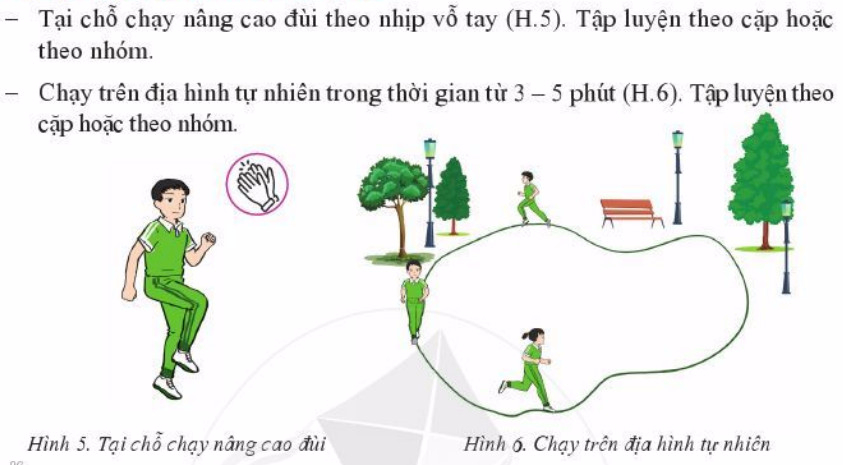 – Tại chỗ chạy nâng cao đùi theo nhịp vỗ tay (H.5). Tập luyện theo cặp hoặc
theo nhóm.
– Chạy trên địa hình tự nhiên trong thời gian từ 3 – 5 phút (H.6). Tập luyện theo
cặp hoặc theo nhóm.
Hình 5. Tại chỗ chạy nâng cao đùi
Hình 6. Chạy trên địa hình tự nhiên